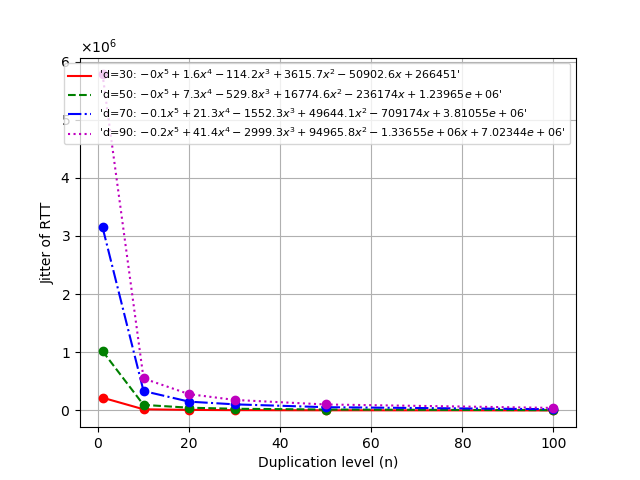 ×10⁶
6
'd=30: −0x⁵ + 1.6x⁴ − 114.2x³ + 3615.7x² − 50902.6x + 266451'
'd=50: −0x⁵ + 7.3x⁴ − 529.8x³ + 16774.6x² − 236174x + 1.23965e + 06'
'd=70: −0.1x⁵ + 21.3x⁴ − 1552.3x³ + 49644.1x² − 709174x + 3.81055e + 06'
'd=90: −0.2x⁵ + 41.4x⁴ − 2999.3x³ + 94965.8x² − 1.33655e + 06x + 7.02344e + 06'
5
4
3
2
1
0
Jitter of RTT
0 20 40 60 80 100
Duplication level (n)